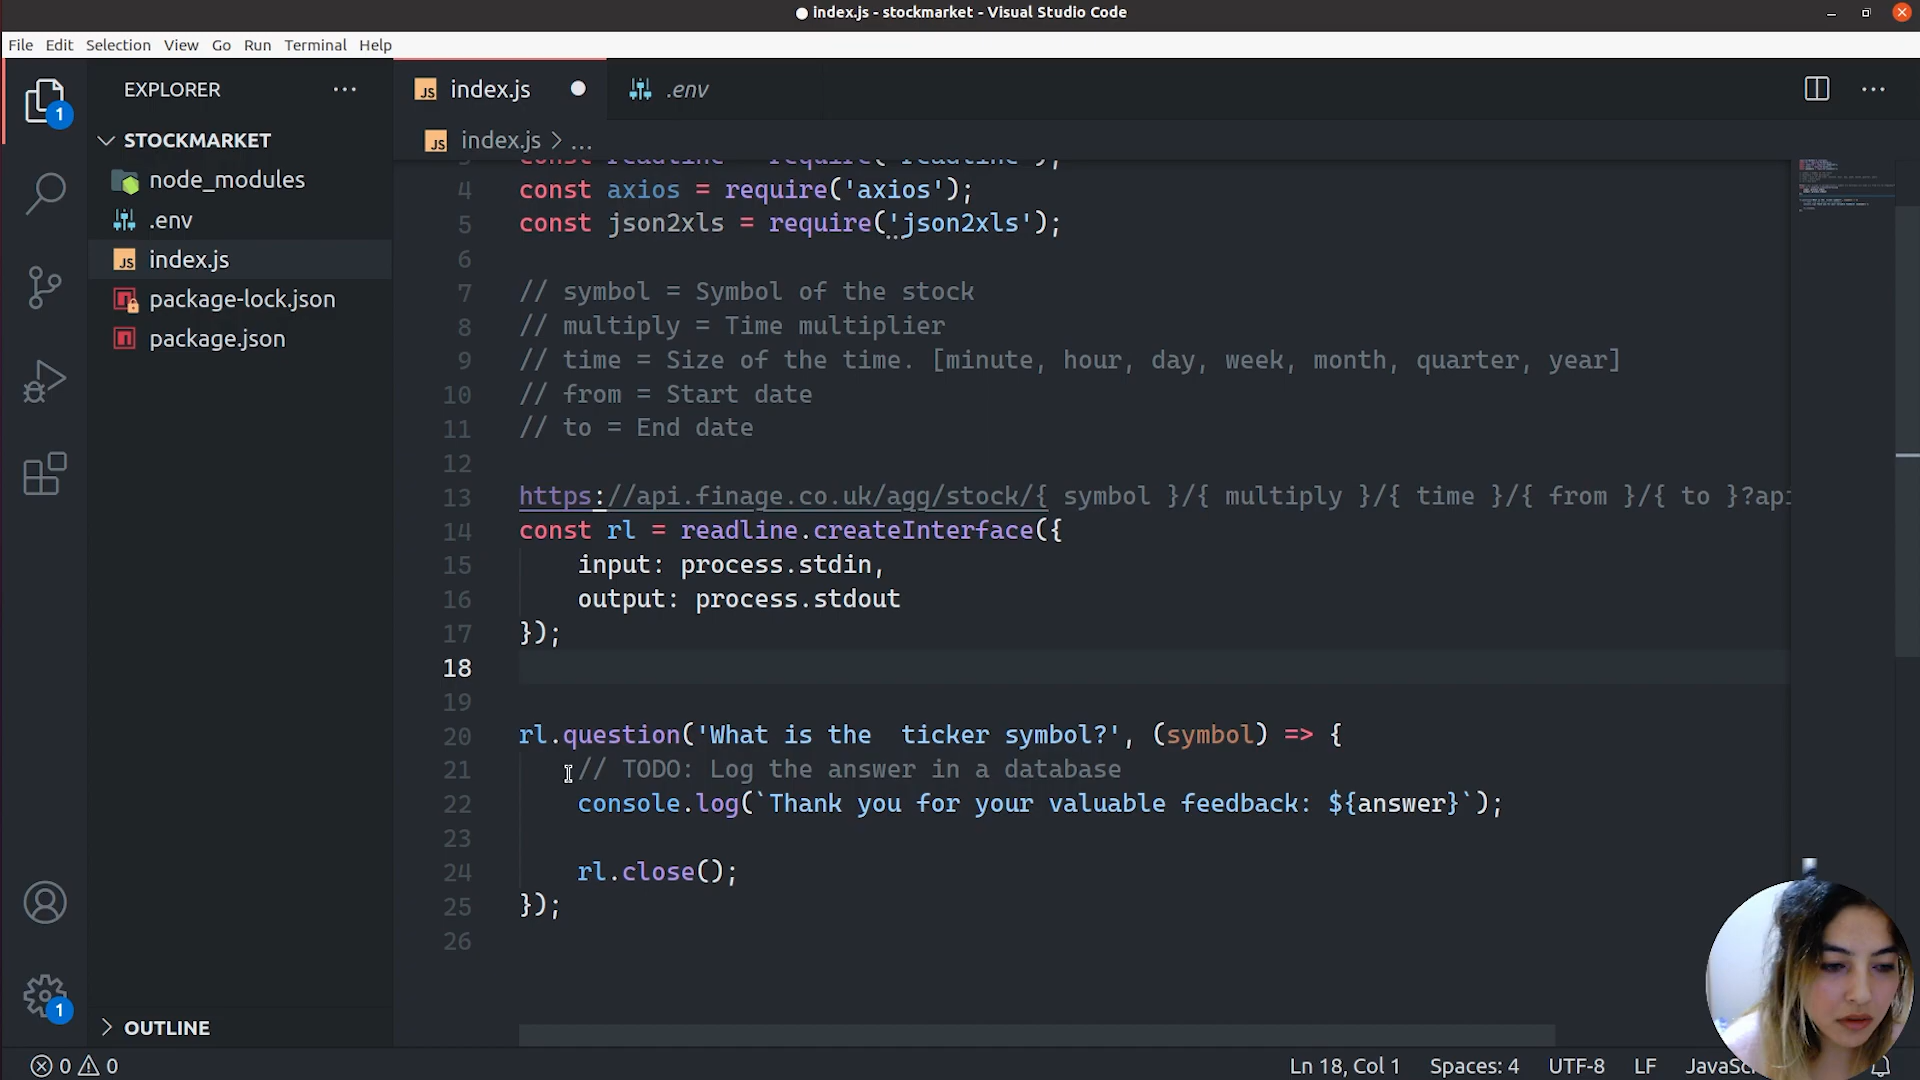 index.js - stockmarket - Visual Studio Code
File Edit Selection View Go Run Terminal Help
EXPLORER
STOCKMARKET
node_modules
.env
index.js
package-lock.json
package.json
OUTLINE
1
1
index.js
.env
index.js > ...
const readline = require('readline');
4 const axios = require('axios');
5 const json2xls = require('json2xls');
6
7 // symbol = Symbol of the stock
8 // multiply = Time multiplier
9 // time = Size of the time. [minute, hour, day, week, month, quarter, year]
10 // from = Start date
11 // to = End date
12
13 https://api.finage.co.uk/agg/stock/{ symbol }/{ multiply }/{ time }/{ from }/{ to }?api
14 const rl = readline.createInterface({
15 input: process.stdin,
16 output: process.stdout
17 });
18
19
20 rl.question('What is the  ticker symbol?', (symbol) => {
21 // TODO: Log the answer in a database
22 console.log(`Thank you for your valuable feedback: ${answer}`);
23
24 rl.close();
25 });
26
0 0
Ln 18, Col 1 Spaces: 4 UTF-8 LF